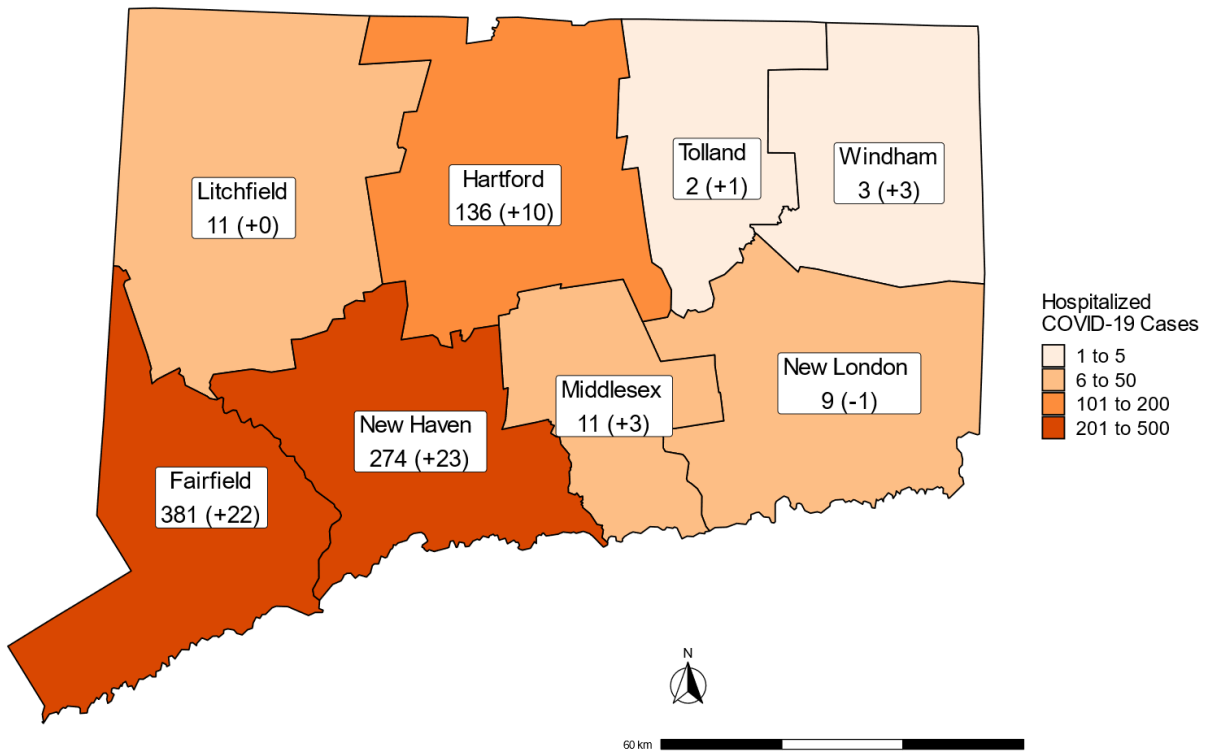 Tolland
2 (+1)
Windham
3 (+3)
Hartford
136 (+10)
Litchfield
11 (+0)
Hospitalized
COVID-19 Cases
1 to 5
6 to 50
101 to 200
201 to 500
New London
9 (-1)
Middlesex
11 (+3)
New Haven
274 (+23)
Fairfield
381 (+22)
N
60 km